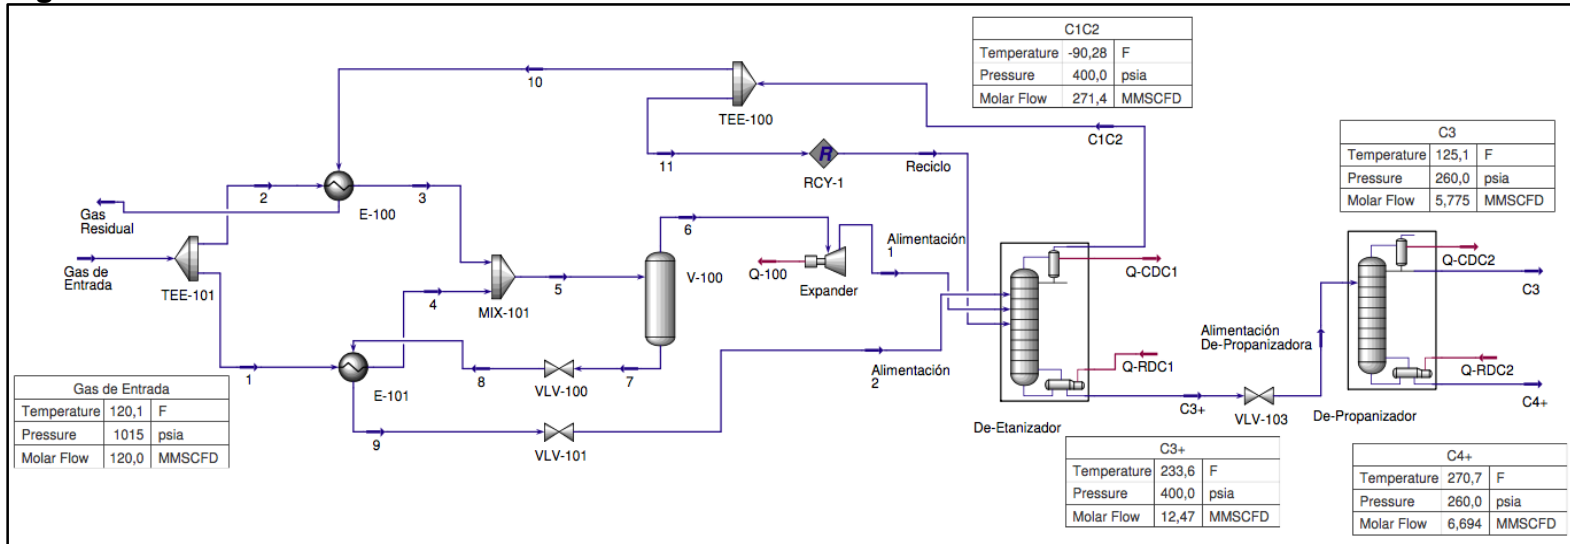 C1C2
Temperature -90,28 F
Pressure 400,0 psia
Molar Flow 271,4 MMSCFD
10
TEE-100
C1C2
11
RCY-1
Reciclo
R
C3
Temperature 125,1 F
Pressure 260,0 psia
Molar Flow 5,775 MMSCFD
2
E-100
3
Gas
Residual
Gas de
Entrada
TEE-101
4
MIX-101
5
6
V-100
Q-100
Expander
Alimentación
1
Q-CDC1
Q-CDC2
C3
1
E-101
8
VLV-100
7
Alimentación
2
Alimentación
De-Propanizadora
Q-RDC1
Q-RDC2
C4+
9
VLV-101
De-Etanizador
C3+
VLV-103
De-Propanizador
Gas de Entrada
Temperature 120,1 F
Pressure 1015 psia
Molar Flow 120,0 MMSCFD
C3+
Temperature 233,6 F
Pressure 400,0 psia
Molar Flow 12,47 MMSCFD
C4+
Temperature 270,7 F
Pressure 260,0 psia
Molar Flow 6,694 MMSCFD